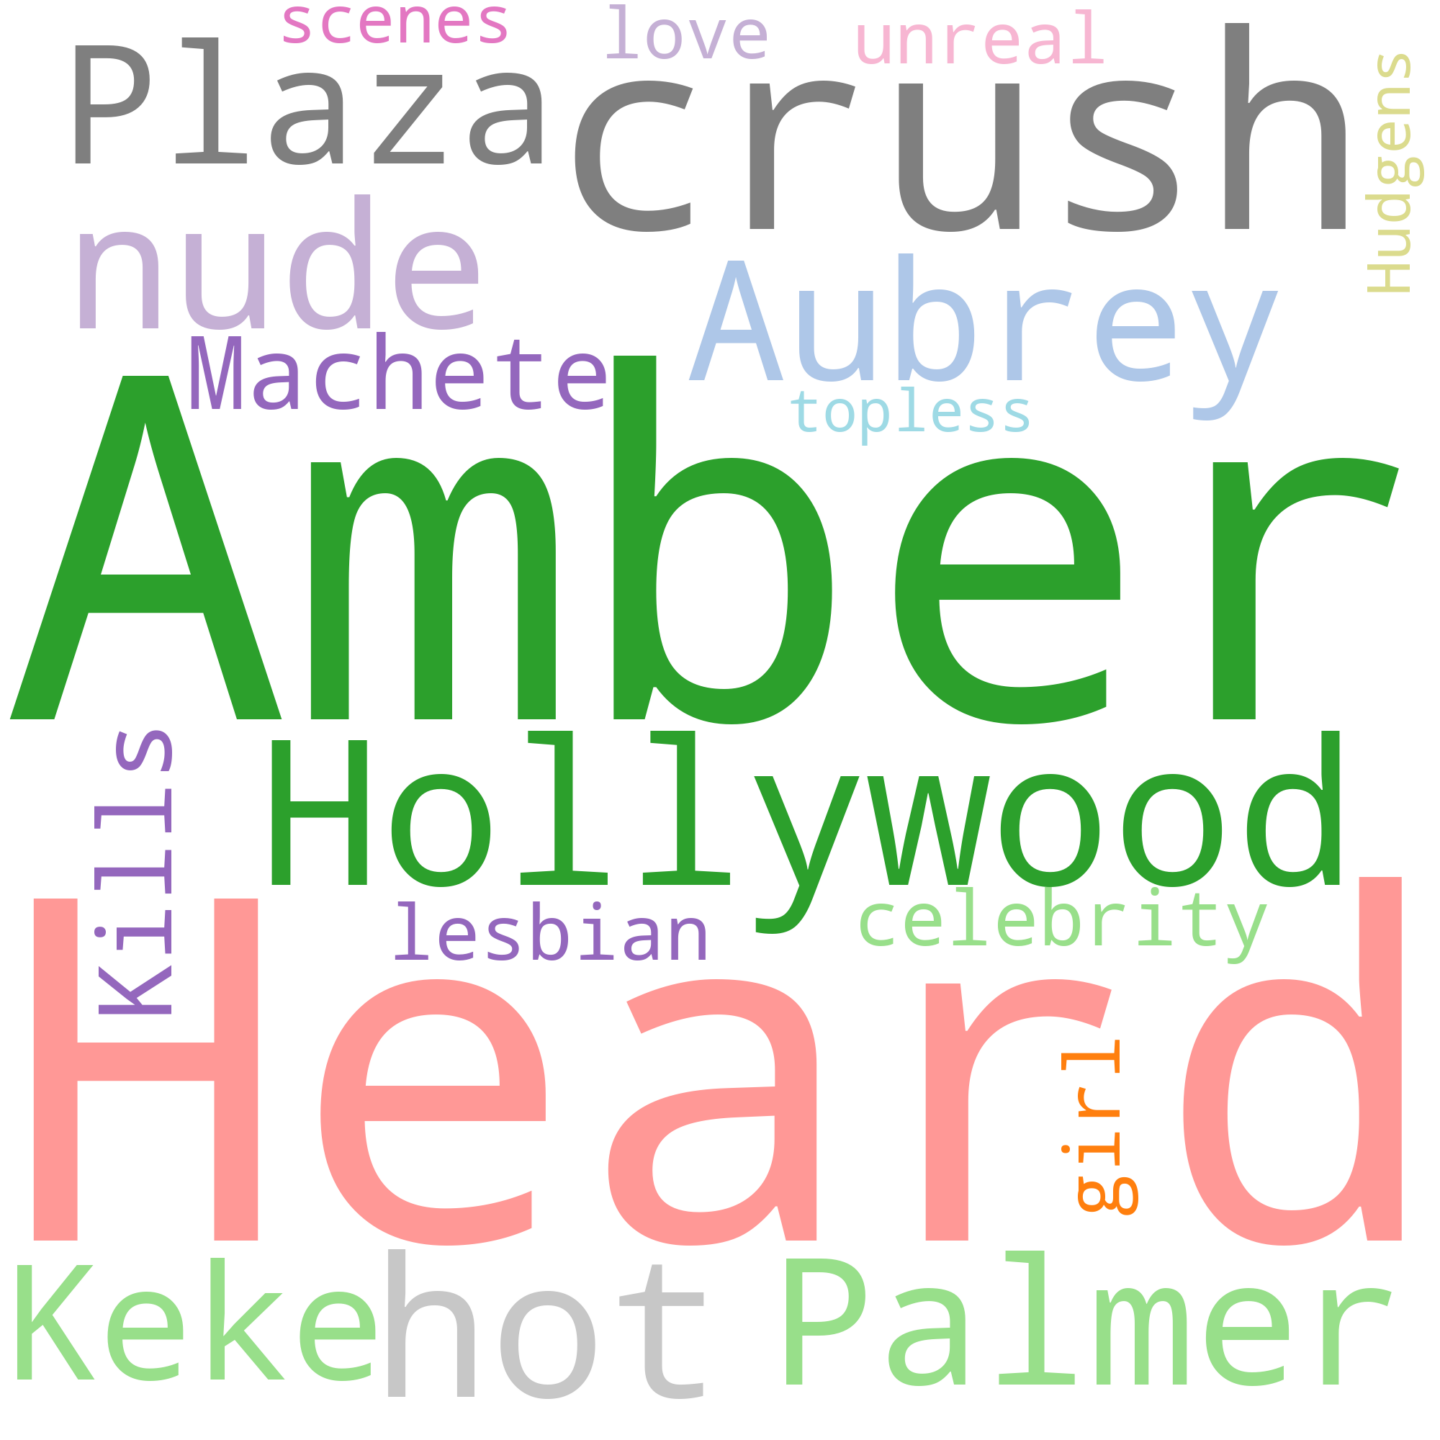 scenes love unreal
Plaza crush
Hudgens
nude Aubrey
Machete topless
Amber
Kills Hollywood
lesbian celebrity
Heard
girl
Keke hot Palmer